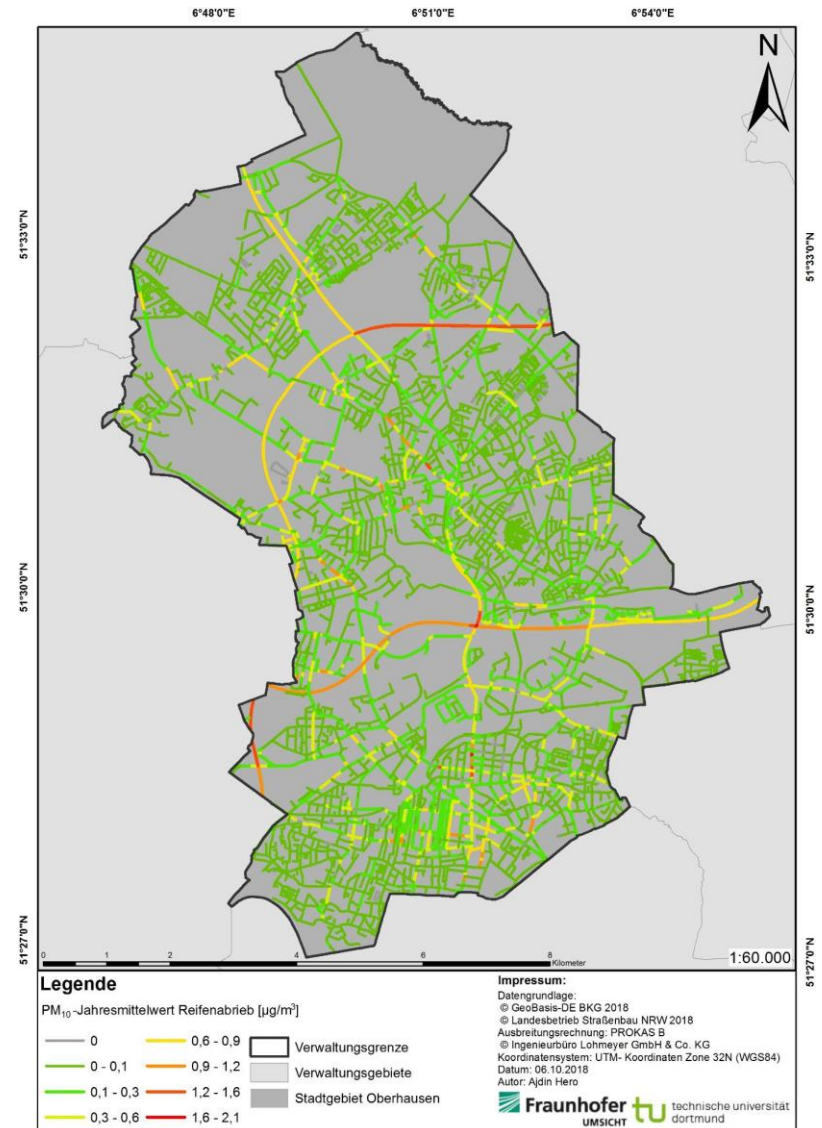 6°48'0"E 6°51'0"E 6°54'0"E
N
51°33'0"N 51°33'0"N
51°30'0"N 51°30'0"N
51°27'0"N 51°27'0"N
0 1 2 4 6 8
Kilometer
1:60.000
Legende
PM₁₀-Jahresmittelwert Reifenabrieb [µg/m³]
0
0 - 0,1
0,1 - 0,3
0,3 - 0,6
0,6 - 0,9
0,9 - 1,2
1,2 - 1,6
1,6 - 2,1
Verwaltungsgrenze
Verwaltungsgebiete
Stadtgebiet Oberhausen
Impressum:
Datengrundlage:
© GeoBasis-DE BKG 2018
© Landesbetrieb Straßenbau NRW 2018
Ausbreitungsrechnung: PROKAS B
© Ingenieurbüro Lohmeyer GmbH & Co. KG
Koordinatensystem: UTM- Koordinaten Zone 32N (WGS84)
Datum: 06.10.2018
Autor: Ajdin Hero
Fraunhofer
UMSICHT
tu technische universität
dortmund